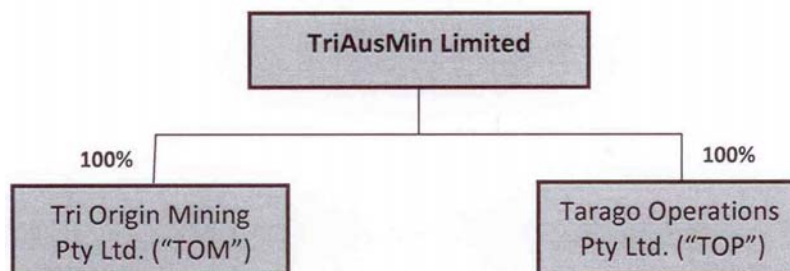 TriAusMin Limited
100%
100%
Tri Origin Mining
Pty Ltd. (“TOM”)
Tarago Operations
Pty Ltd. (“TOP”)